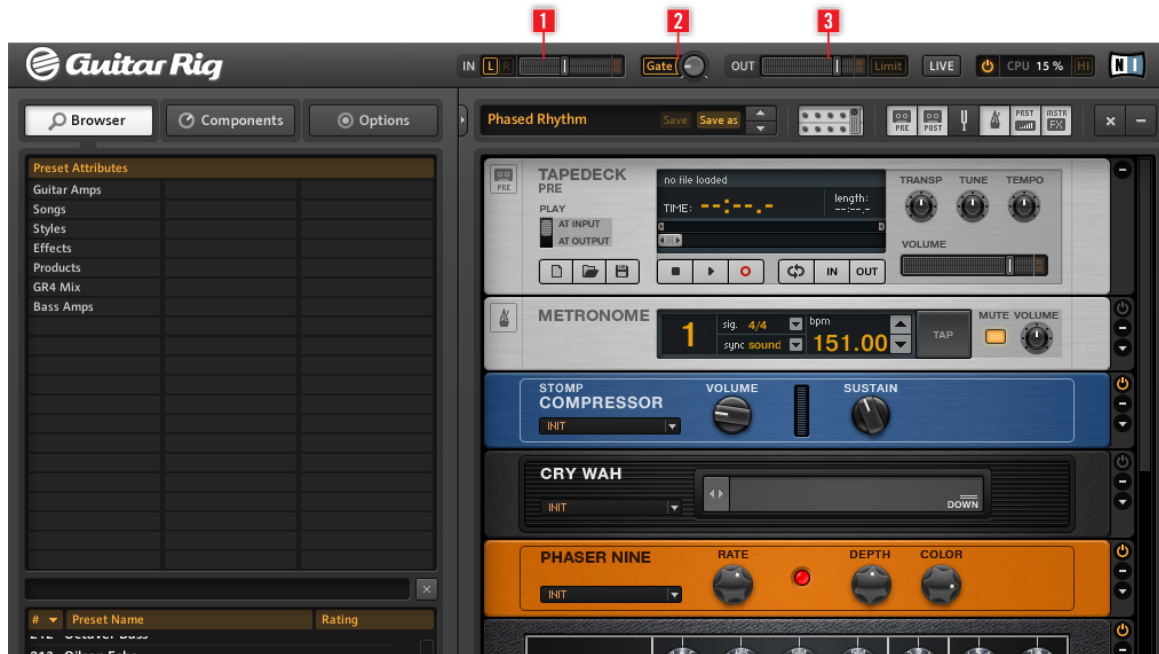 1 2 3
Guitar Rig
IN L R Gate OUT Limit LIVE CPU 15 % HI N I
Browser Components Options
Phased Rhythm Save Save as PRE POST PRST MSTR FX
Preset Attributes
Guitar Amps
Songs
Styles
Effects
Products
GR4 Mix
Bass Amps
# Preset Name Rating
PRE
TAPEDECK
PRE
PLAY
AT INPUT
AT OUTPUT
no file loaded
TIME: --:--.-
length:
--:--.-
IN OUT
TRANSP TUNE TEMPO
VOLUME
METRONOME
1
sig. 4/4
sync sound
bpm
151.00
TAP
MUTE VOLUME
STOMP
COMPRESSOR
INIT
VOLUME SUSTAIN
CRY WAH
INIT
DOWN
PHASER NINE
INIT
RATE DEPTH COLOR